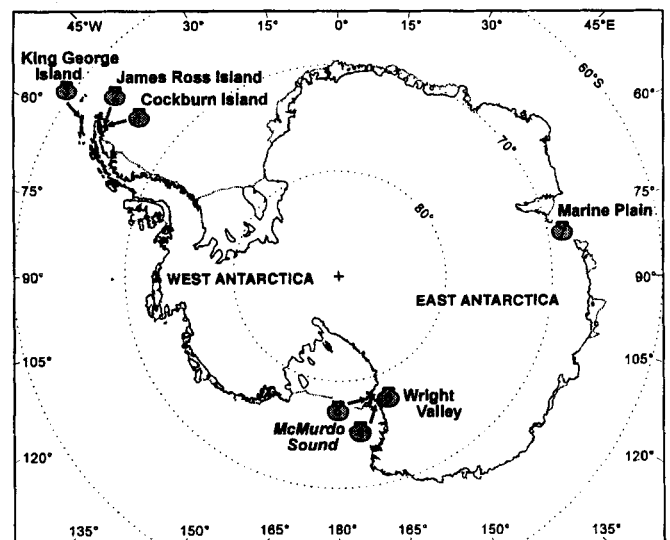 45°W 30° 15° 0° 15° 30° 45°E
King George
Island
James Ross Island
Cockburn Island
60°S
60°
60°
70°
75°
75°
Marine Plain
80°
90°
WEST ANTARCTICA
EAST ANTARCTICA
90°
105°
105°
Wright
Valley
McMurdo
Sound
120°
120°
135° 150° 165° 180° 165° 150° 135°